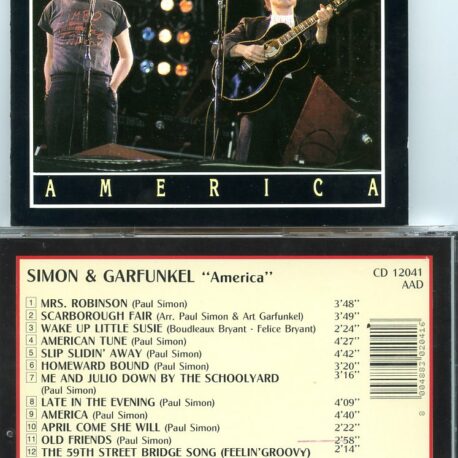 AMERICA
SIMON & GARFUNKEL "America" CD 12041
AAD
1 MRS. ROBINSON (Paul Simon) 3'48"
2 SCARBOROUGH FAIR (Arr. Paul Simon & Art Garfunkel) 3'49"
3 WAKE UP LITTLE SUSIE (Boudleaux Bryant - Felice Bryant) 2'24"
4 AMERICAN TUNE (Paul Simon) 4'27"
5 SLIP SLIDIN' AWAY (Paul Simon) 4'42"
6 HOMEWARD BOUND (Paul Simon) 3'20"
7 ME AND JULIO DOWN BY THE SCHOOLYARD 3'16"
(Paul Simon)
8 LATE IN THE EVENING (Paul Simon) 4'09"
9 AMERICA (Paul Simon) 4'40"
10 APRIL COME SHE WILL (Paul Simon) 2'22"
11 OLD FRIENDS (Paul Simon) 2'58"
12 THE 59TH STREET BRIDGE SONG (FEELIN'GROOVY) 2'14"
8 004883 020416